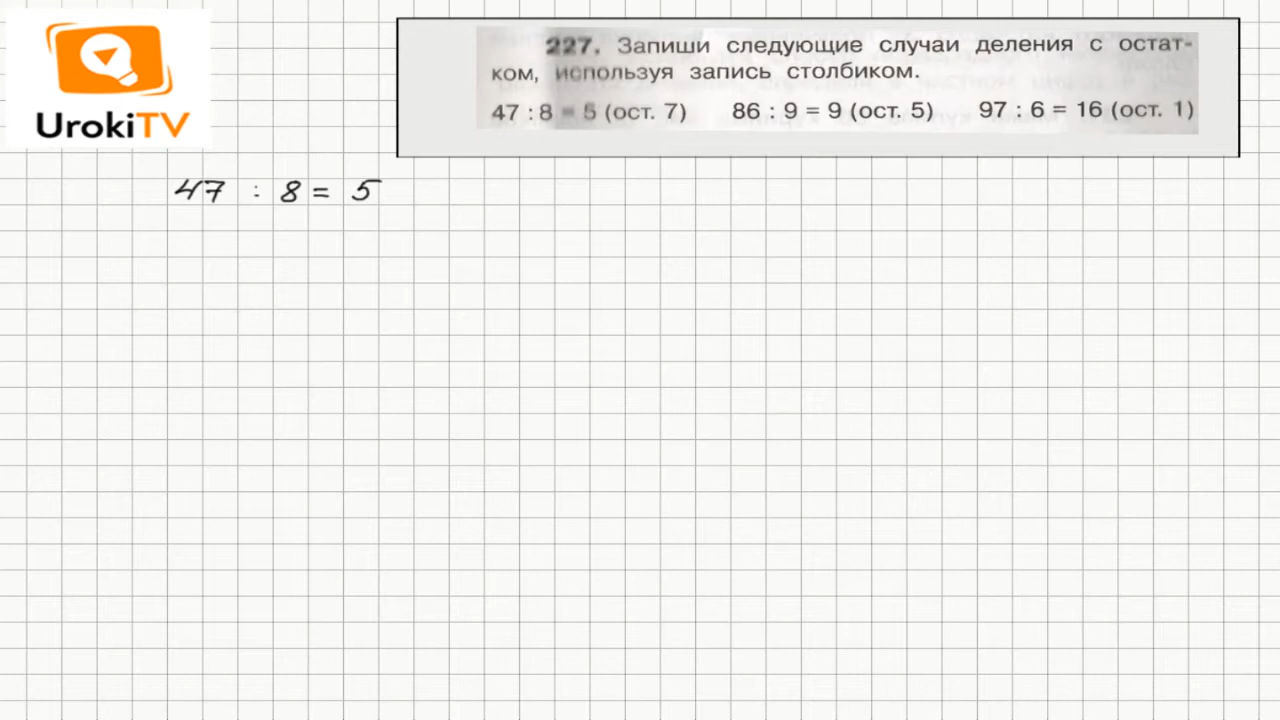 UrokiTV
227. Запиши следующие случаи деления с остат-
ком, используя запись столбиком.
47 : 8 = 5 (ост. 7) 86 : 9 = 9 (ост. 5) 97 : 6 = 16 (ост. 1)
47 : 8 = 5